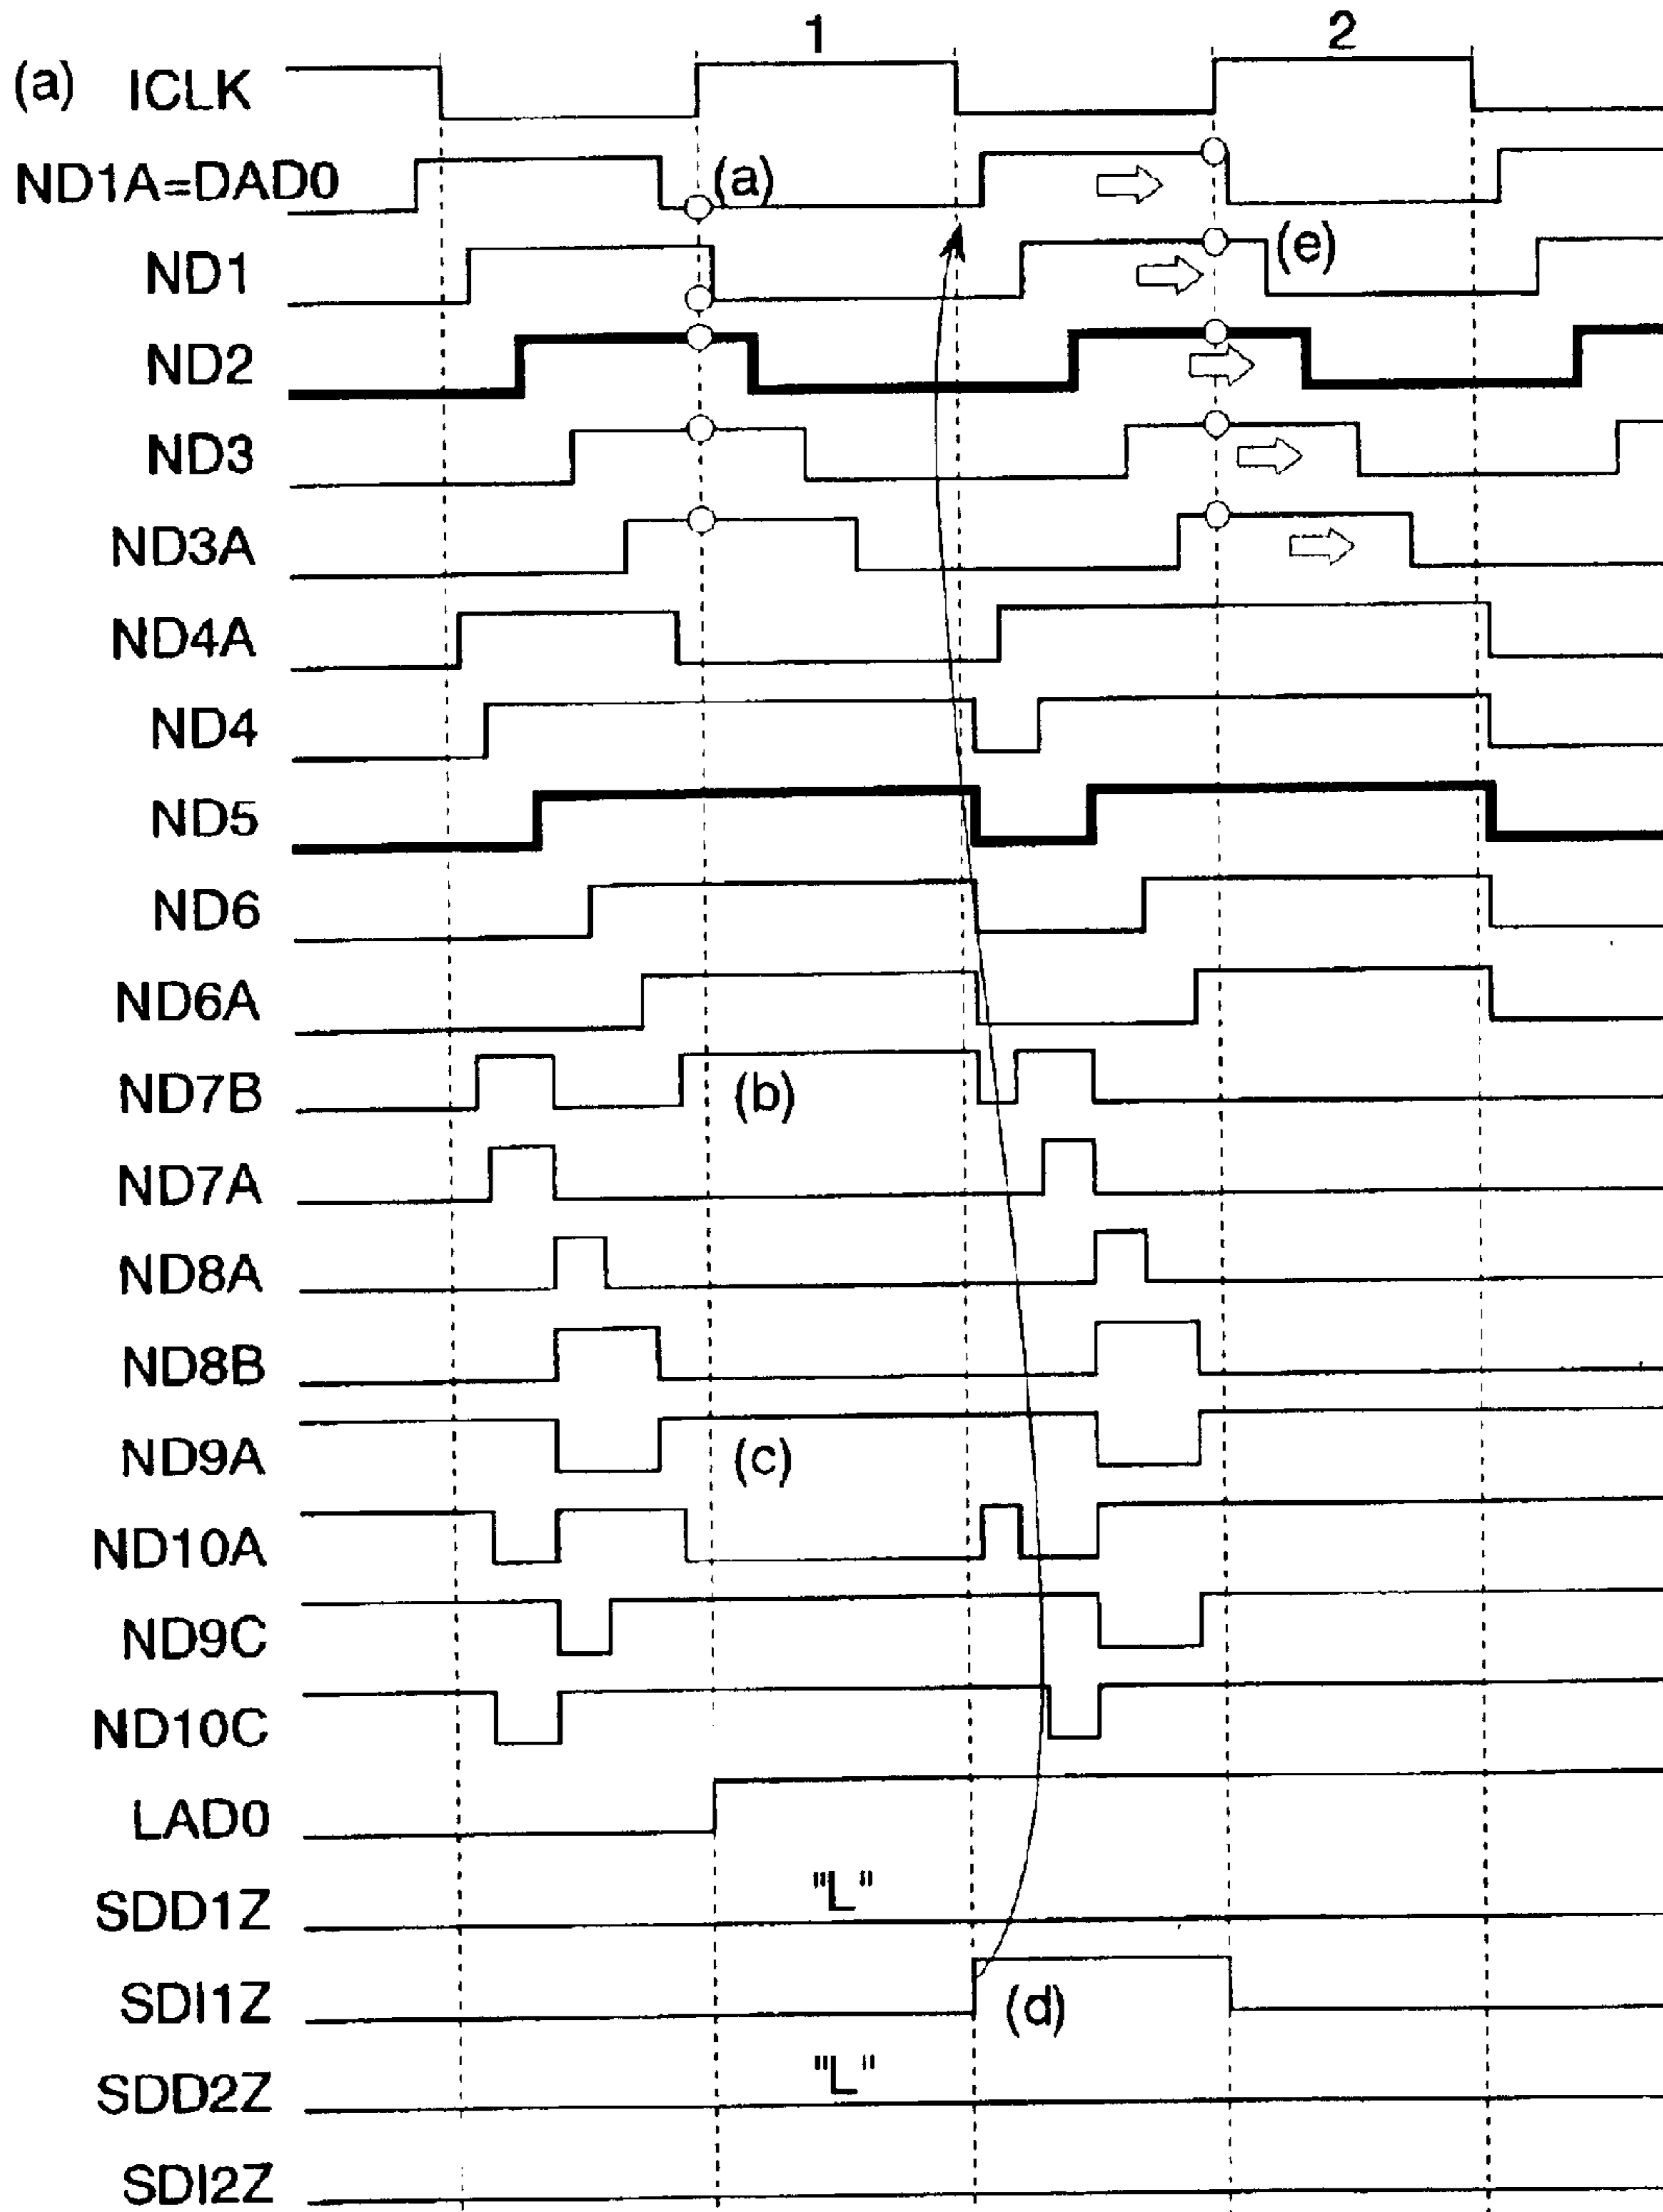 1 2
(a) ICLK
ND1A=DAD0 (a)
ND1 (e)
ND2
ND3
ND3A
ND4A
ND4
ND5
ND6
ND6A
ND7B (b)
ND7A
ND8A
ND8B
ND9A (c)
ND10A
ND9C
ND10C
LAD0
SDD1Z "L"
SDI1Z (d)
SDD2Z "L"
SDI2Z